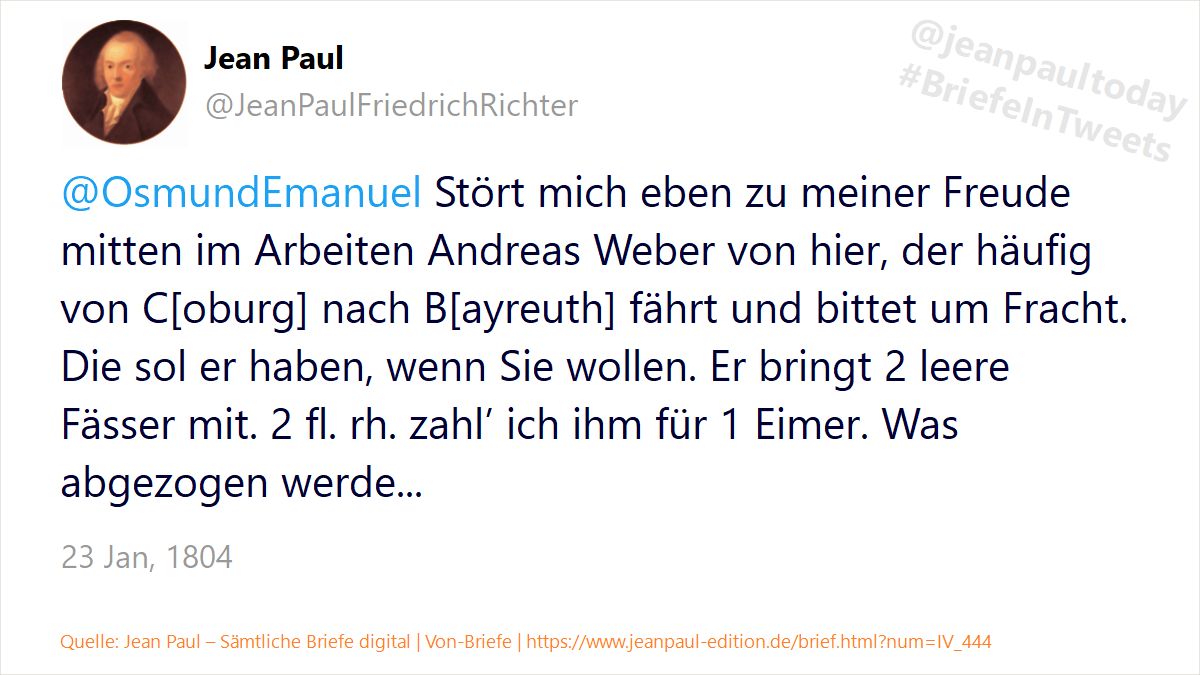 Jean Paul
@JeanPaulFriedrichRichter
@jeanpaultoday
#BriefeInTweets
@OsmundEmanuel Stört mich eben zu meiner Freude
mitten im Arbeiten Andreas Weber von hier, der häufig
von C[oburg] nach B[ayreuth] fährt und bittet um Fracht.
Die sol er haben, wenn Sie wollen. Er bringt 2 leere
Fässer mit. 2 fl. rh. zahl’ ich ihm für 1 Eimer. Was
abgezogen werde...
23 Jan, 1804
Quelle: Jean Paul – Sämtliche Briefe digital | Von-Briefe | https://www.jeanpaul-edition.de/brief.html?num=IV_444